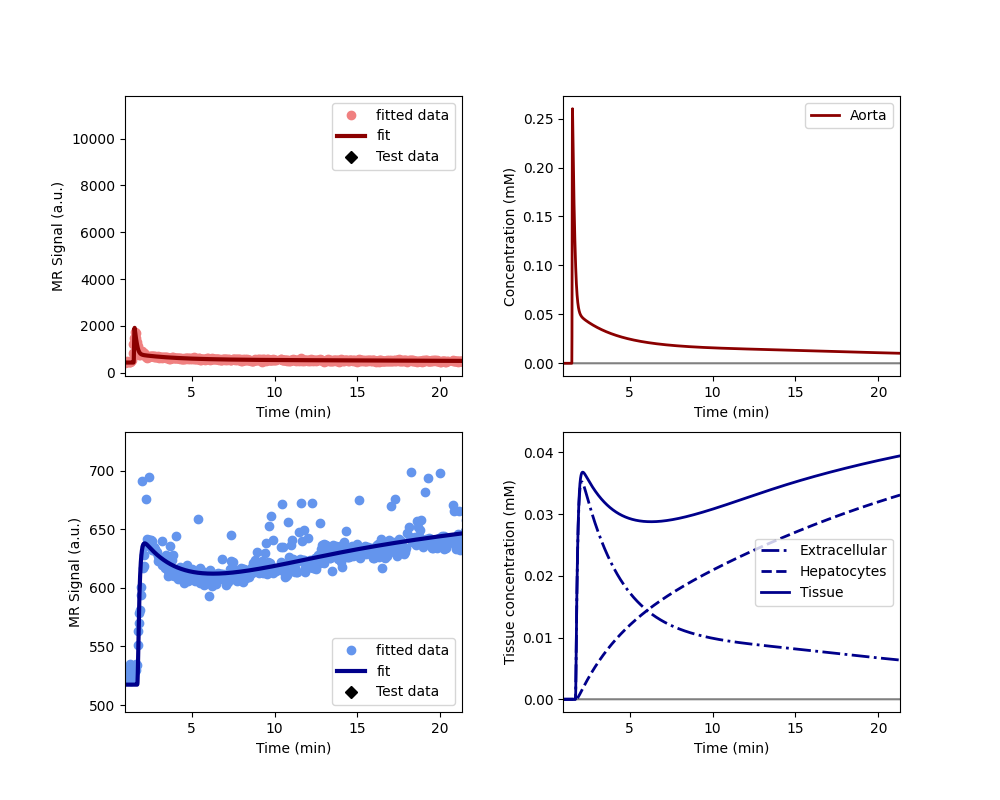 10000
8000
6000
4000
2000
0
MR Signal (a.u.)
fitted data
fit
Test data
5
10
15
20
Time (min)
0.25
0.20
0.15
0.10
0.05
0.00
Concentration (mM)
Aorta
5
10
15
20
Time (min)
700
650
600
550
500
MR Signal (a.u.)
fitted data
fit
Test data
5
10
15
20
Time (min)
0.04
0.03
0.02
0.01
0.00
Tissue concentration (mM)
Extracellular
Hepatocytes
Tissue
5
10
15
20
Time (min)